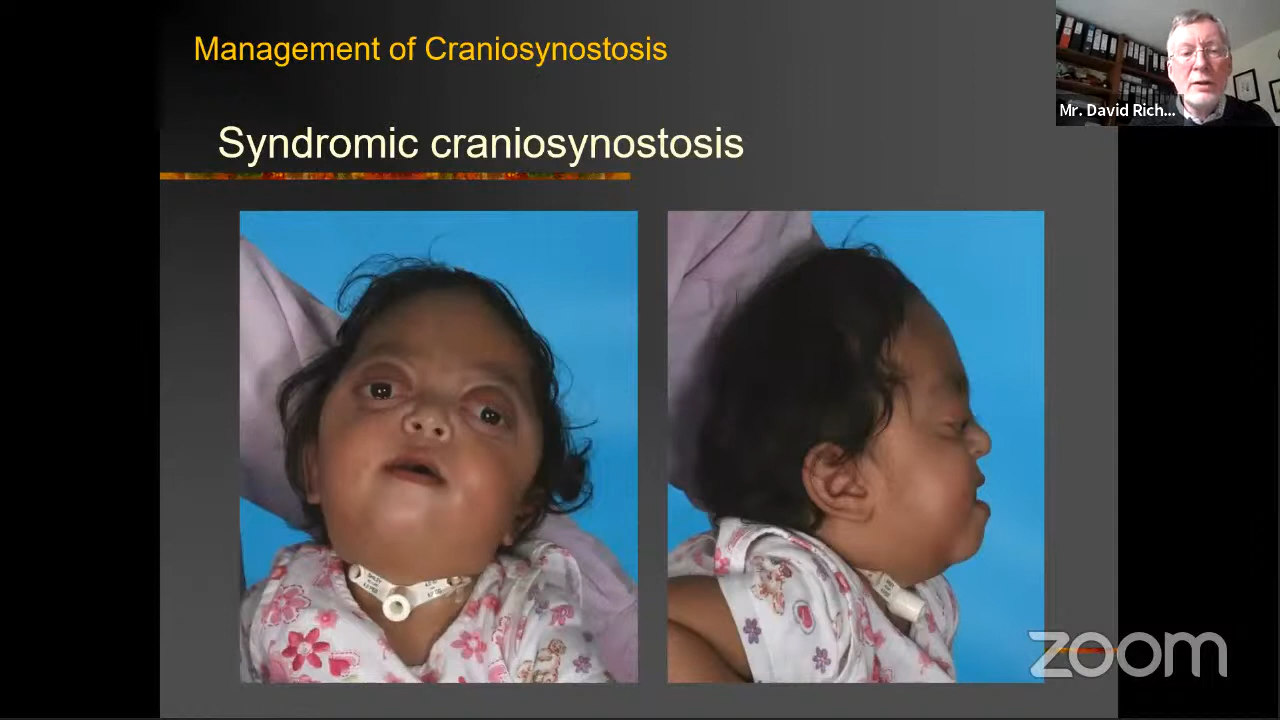 Management of Craniosynostosis
Mr. David Rich...
Syndromic craniosynostosis
zoom